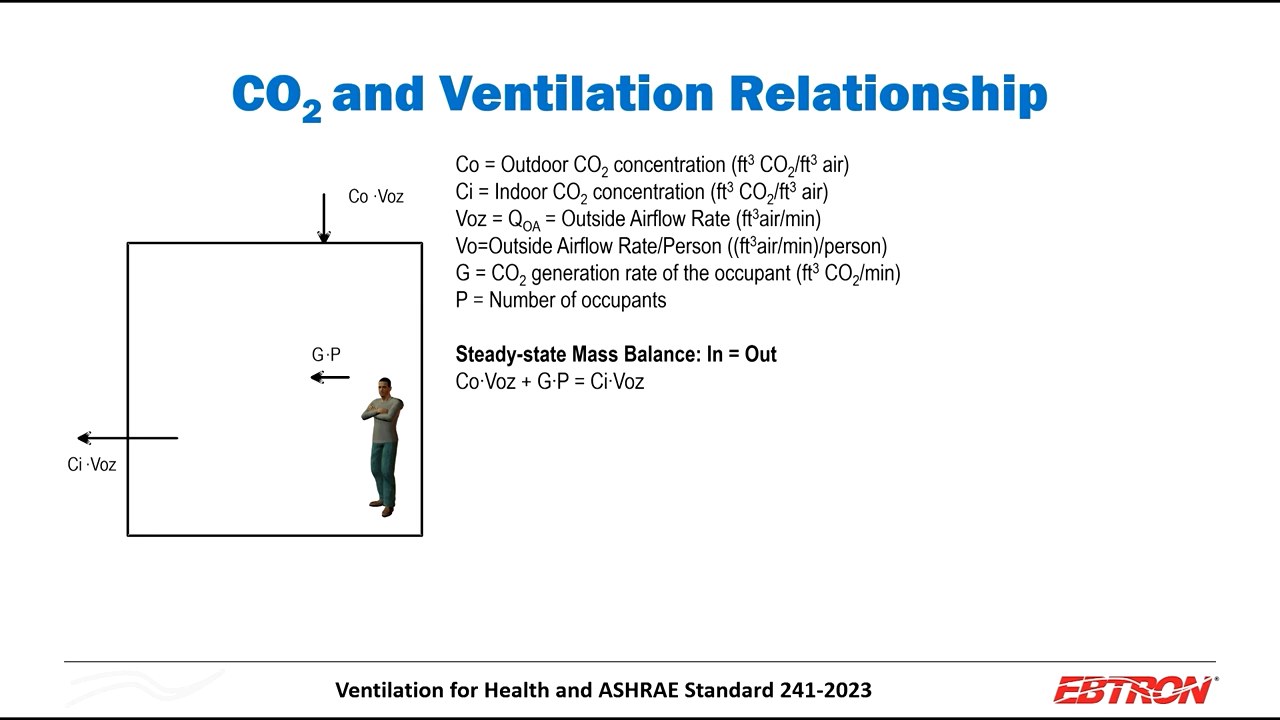 CO₂ and Ventilation Relationship
Co = Outdoor CO₂ concentration (ft³ CO₂/ft³ air)
Ci = Indoor CO₂ concentration (ft³ CO₂/ft³ air)
Voz = Q_OA = Outside Airflow Rate (ft³air/min)
Vo=Outside Airflow Rate/Person ((ft³air/min)/person)
G = CO₂ generation rate of the occupant (ft³ CO₂/min)
P = Number of occupants
Steady-state Mass Balance: In = Out
Co·Voz + G·P = Ci·Voz
Co ·Voz
G·P
Ci ·Voz
Ventilation for Health and ASHRAE Standard 241-2023
EBTRON®